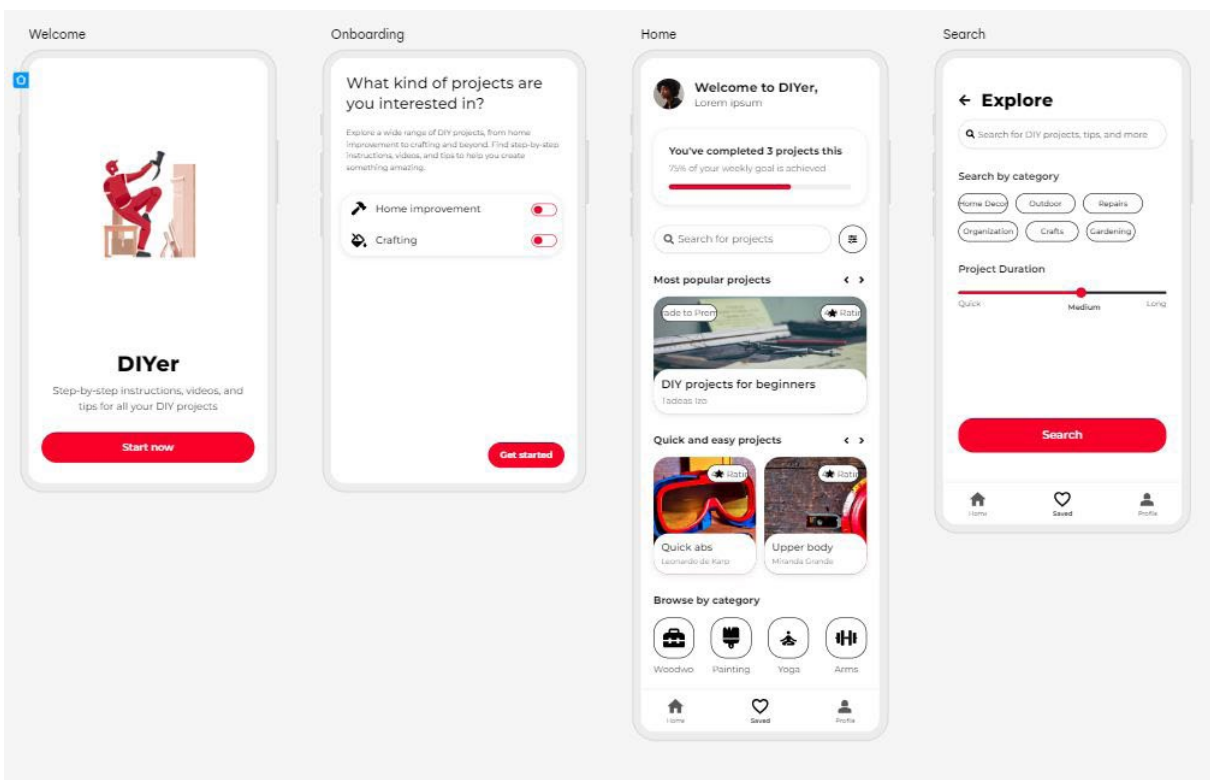 Welcome
DIYer
Step-by-step instructions, videos, and
tips for all your DIY projects
Start now
Onboarding
What kind of projects are
you interested in?
Explore a wide range of DIY projects, from home
improvement to crafting and beyond. Find step-by-step
instructions, videos, and tips to help you create
something amazing.
Home improvement
Crafting
Get started
Home
Welcome to DIYer,
Lorem ipsum
You've completed 3 projects this
75% of your weekly goal is achieved
Search for projects
Most popular projects
rade to Prem
Ratin
DIY projects for beginners
Tadeas Izo
Quick and easy projects
Ratin
Ratin
Quick abs
Leonardo de Karp
Upper body
Miranda Grande
Browse by category
Woodwo
Painting
Yoga
Arms
Home
Saved
Profile
Search
Explore
Search for DIY projects, tips, and more
Search by category
Home Decor
Outdoor
Repairs
Organization
Crafts
Gardening
Project Duration
Quick
Medium
Long
Search
Home
Saved
Profile